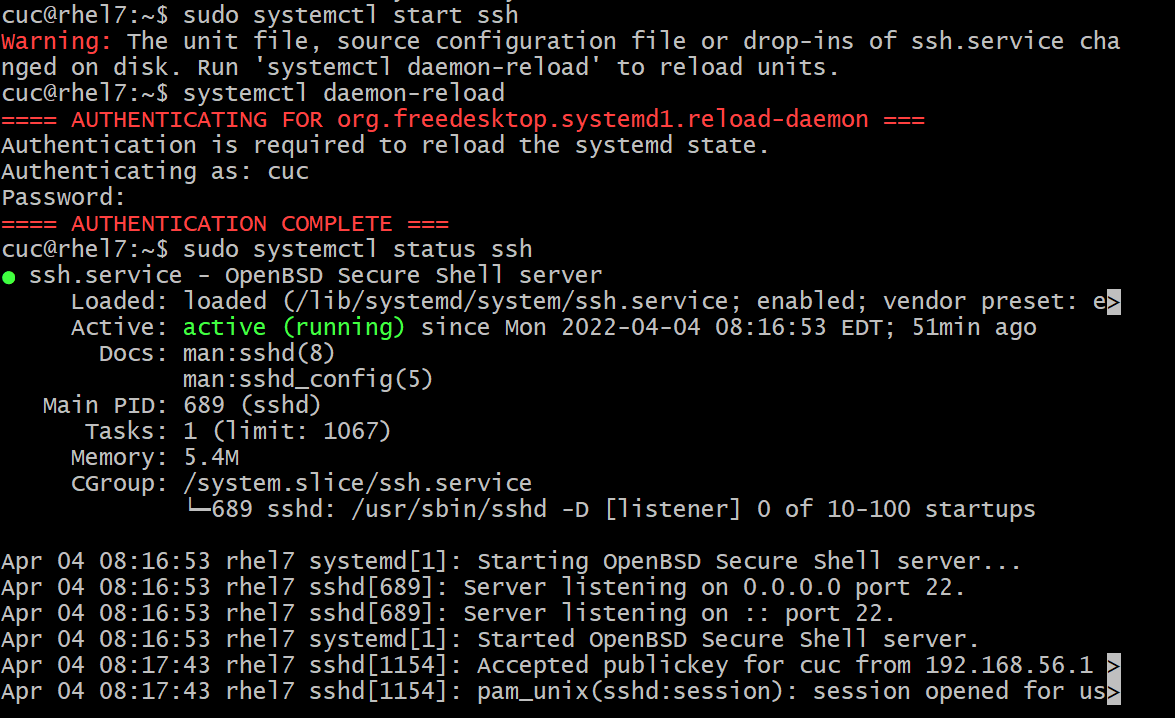 cuc@rhel7:~$ sudo systemctl start ssh
Warning: The unit file, source configuration file or drop-ins of ssh.service cha
nged on disk. Run 'systemctl daemon-reload' to reload units.
cuc@rhel7:~$ systemctl daemon-reload
==== AUTHENTICATING FOR org.freedesktop.systemd1.reload-daemon ===
Authentication is required to reload the systemd state.
Authenticating as: cuc
Password:
==== AUTHENTICATION COMPLETE ===
cuc@rhel7:~$ sudo systemctl status ssh
● ssh.service - OpenBSD Secure Shell server
     Loaded: loaded (/lib/systemd/system/ssh.service; enabled; vendor preset: e>
     Active: active (running) since Mon 2022-04-04 08:16:53 EDT; 51min ago
       Docs: man:sshd(8)
             man:sshd_config(5)
   Main PID: 689 (sshd)
      Tasks: 1 (limit: 1067)
     Memory: 5.4M
     CGroup: /system.slice/ssh.service
             └─689 sshd: /usr/sbin/sshd -D [listener] 0 of 10-100 startups

Apr 04 08:16:53 rhel7 systemd[1]: Starting OpenBSD Secure Shell server...
Apr 04 08:16:53 rhel7 sshd[689]: Server listening on 0.0.0.0 port 22.
Apr 04 08:16:53 rhel7 sshd[689]: Server listening on :: port 22.
Apr 04 08:16:53 rhel7 systemd[1]: Started OpenBSD Secure Shell server.
Apr 04 08:17:43 rhel7 sshd[1154]: Accepted publickey for cuc from 192.168.56.1 >
Apr 04 08:17:43 rhel7 sshd[1154]: pam_unix(sshd:session): session opened for us>